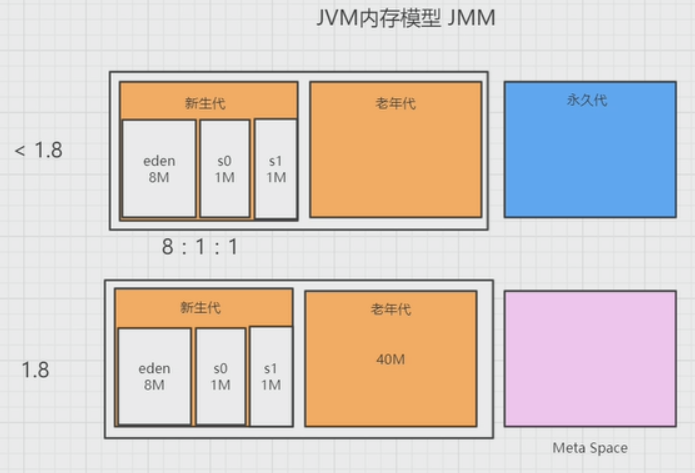 JVM内存模型 JMM
新生代
老年代
永久代
< 1.8
eden
8M
s0
1M
s1
1M
8 : 1 : 1
新生代
老年代
1.8
eden
8M
s0
1M
s1
1M
40M
Meta Space